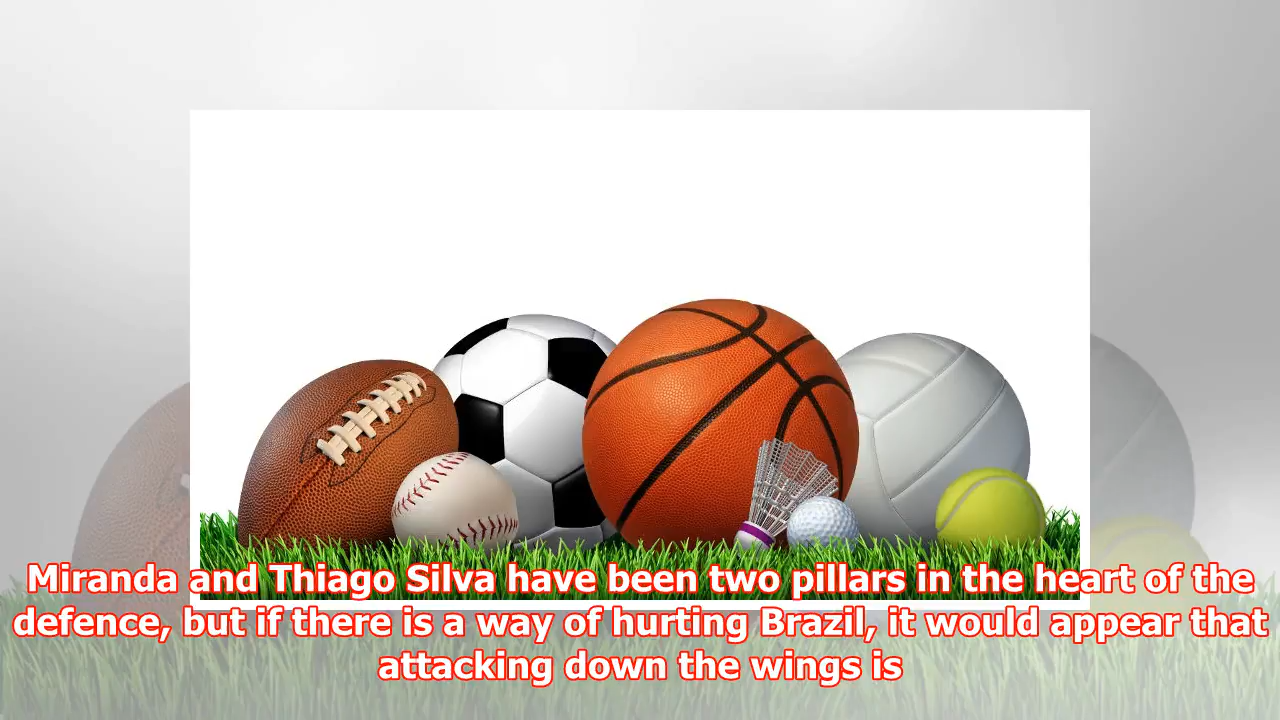 Miranda and Thiago Silva have been two pillars in the heart of the
defence, but if there is a way of hurting Brazil, it would appear that
attacking down the wings is